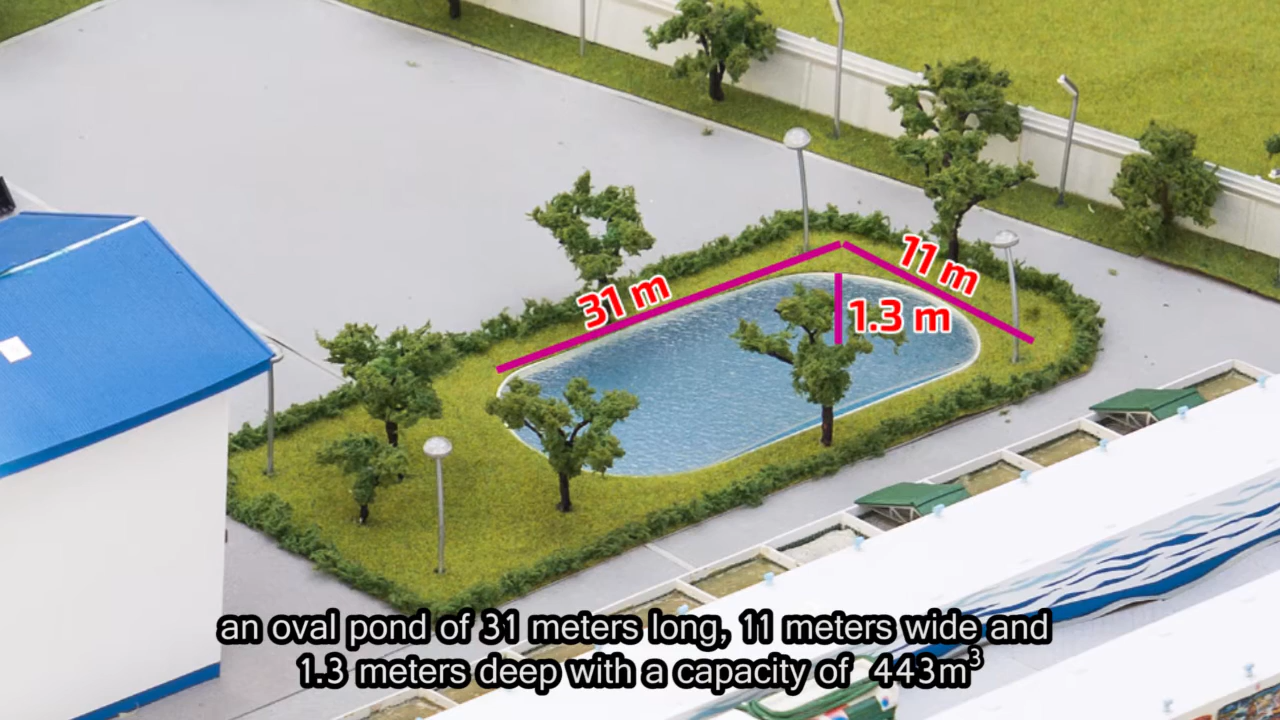 11 m
31 m
1.3 m
an oval pond of 31 meters long, 11 meters wide and
1.3 meters deep with a capacity of 443m³